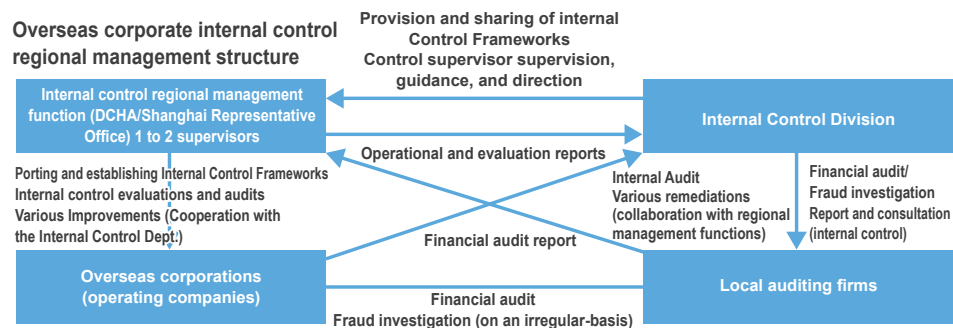 Overseas corporate internal control
regional management structure
Provision and sharing of internal
Control Frameworks
Control supervisor supervision,
guidance, and direction
Internal control regional management
function (DCHA/Shanghai Representative
Office) 1 to 2 supervisors
Internal Control Division
Operational and evaluation reports
Porting and establishing Internal Control Frameworks
Internal control evaluations and audits
Various Improvements (Cooperation with
the Internal Control Dept.)
Internal Audit
Various remediations
(collaboration with regional
management functions)
Financial audit/
Fraud investigation
Report and consultation
(internal control)
Financial audit report
Overseas corporations
(operating companies)
Local auditing firms
Financial audit
Fraud investigation (on an irregular-basis)